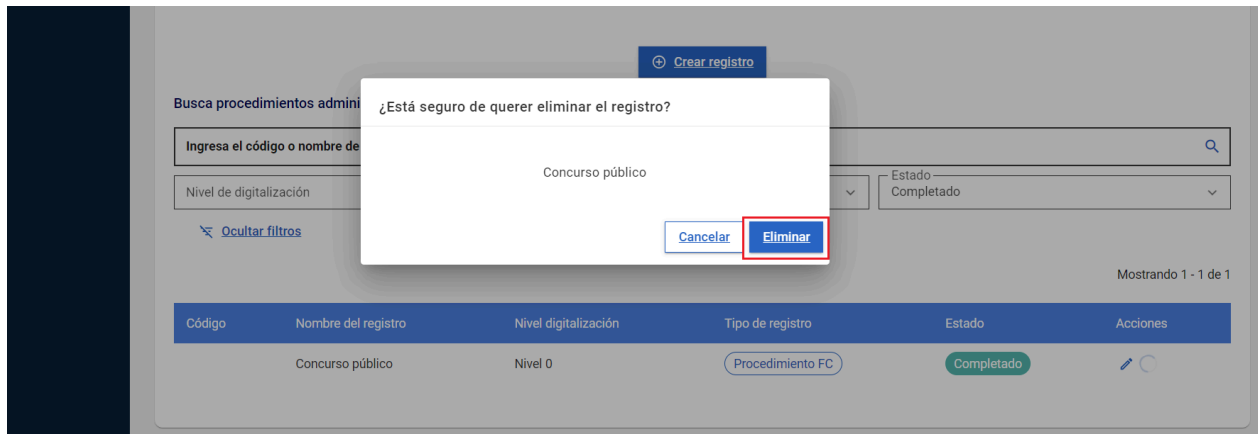 Crear registro
Busca procedimientos admini
¿Está seguro de querer eliminar el registro?
Ingresa el código o nombre de
Concurso público
Nivel de digitalización
Estado
Completado
Ocultar filtros
Cancelar
Eliminar
Mostrando 1 - 1 de 1
Código Nombre del registro Nivel digitalización Tipo de registro Estado Acciones
Concurso público Nivel 0 Procedimiento FC Completado